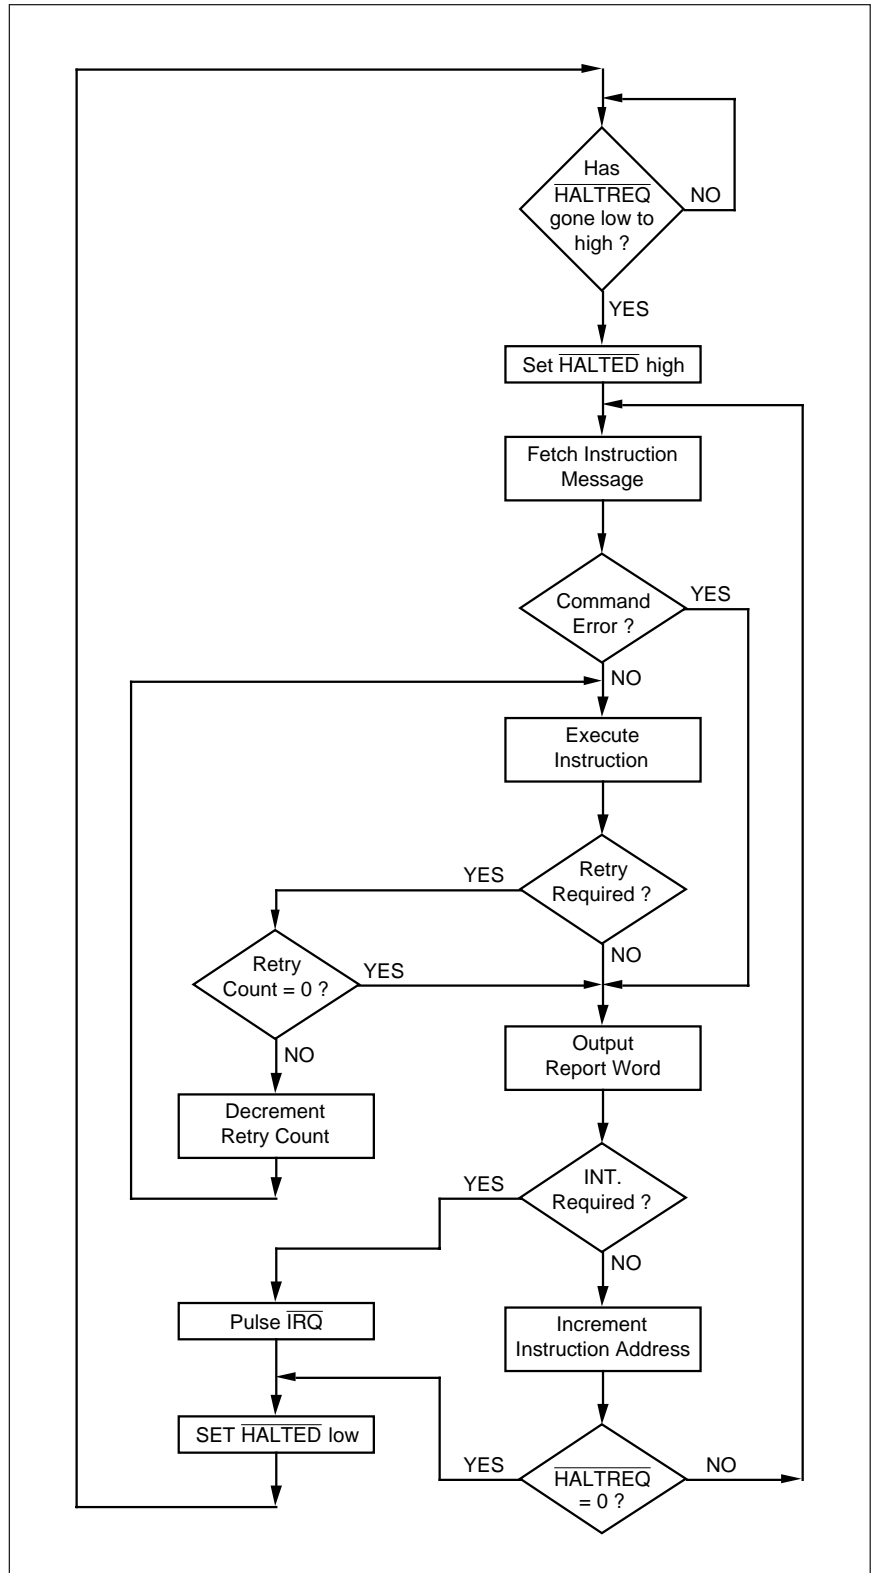 Has
HALTREQ
gone low to
high ?
NO
YES
Set HALTED high
Fetch Instruction
Message
Command
Error ?
YES
NO
Execute
Instruction
Retry
Required ?
YES
NO
Retry
Count = 0 ?
YES
NO
Output
Report Word
Decrement
Retry Count
INT.
Required ?
YES
NO
Pulse IRQ
Increment
Instruction Address
SET HALTED low
HALTREQ
= 0 ?
YES
NO